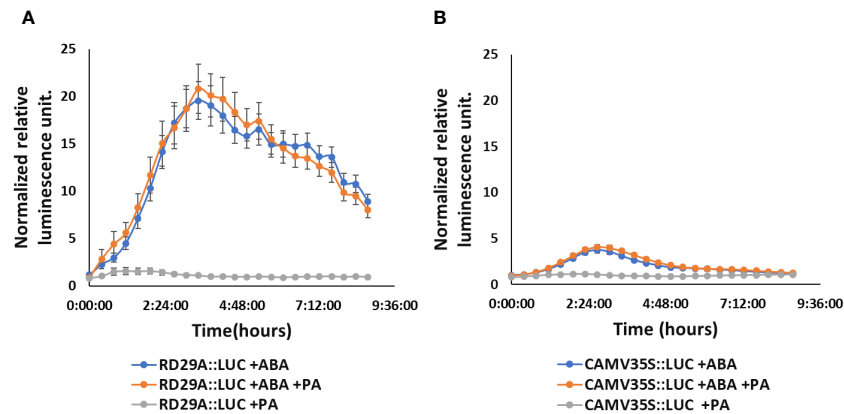 A
Normalized relative
luminescence unit.
25
20
15
10
5
0
0:00:00 2:24:00 4:48:00 7:12:00 9:36:00
Time(hours)
RD29A::LUC +ABA
RD29A::LUC +ABA +PA
RD29A::LUC +PA
B
Normalized relative
luminescence unit.
25
20
15
10
5
0
0:00:00 2:24:00 4:48:00 7:12:00 9:36:00
Time (hours)
CAMV35S::LUC +ABA
CAMV35S::LUC +ABA +PA
CAMV35S::LUC +PA